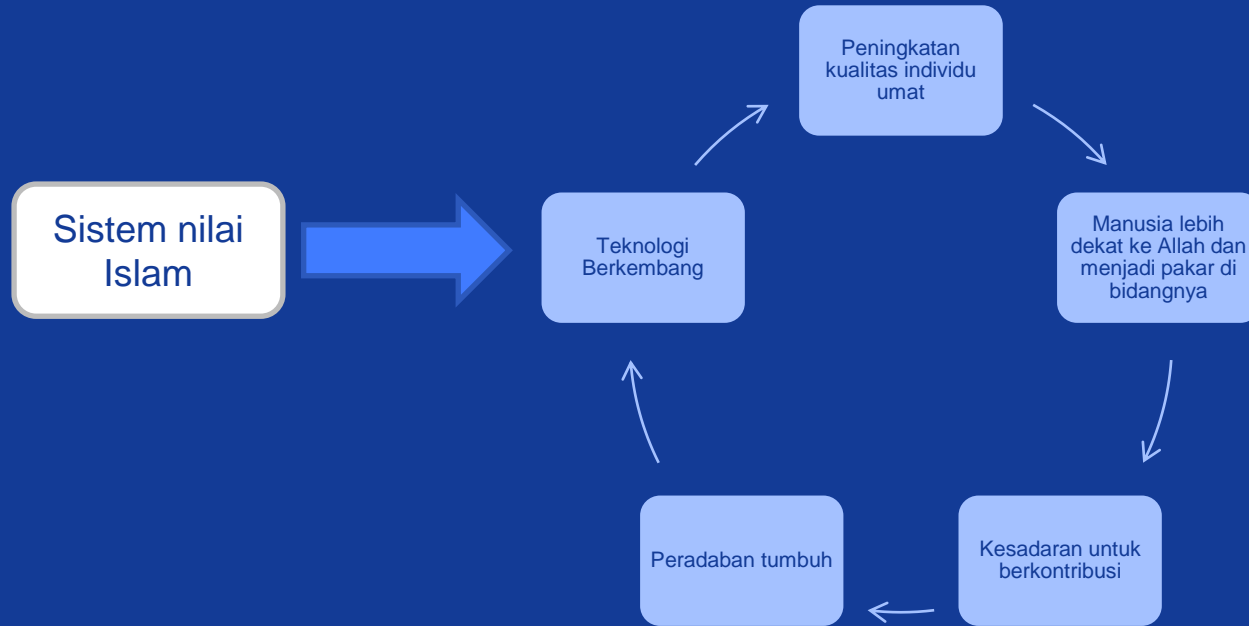 Peningkatan
kualitas individu
umat
Sistem nilai
Islam
Teknologi
Berkembang
Manusia lebih
dekat ke Allah dan
menjadi pakar di
bidangnya
Peradaban tumbuh
Kesadaran untuk
berkontribusi